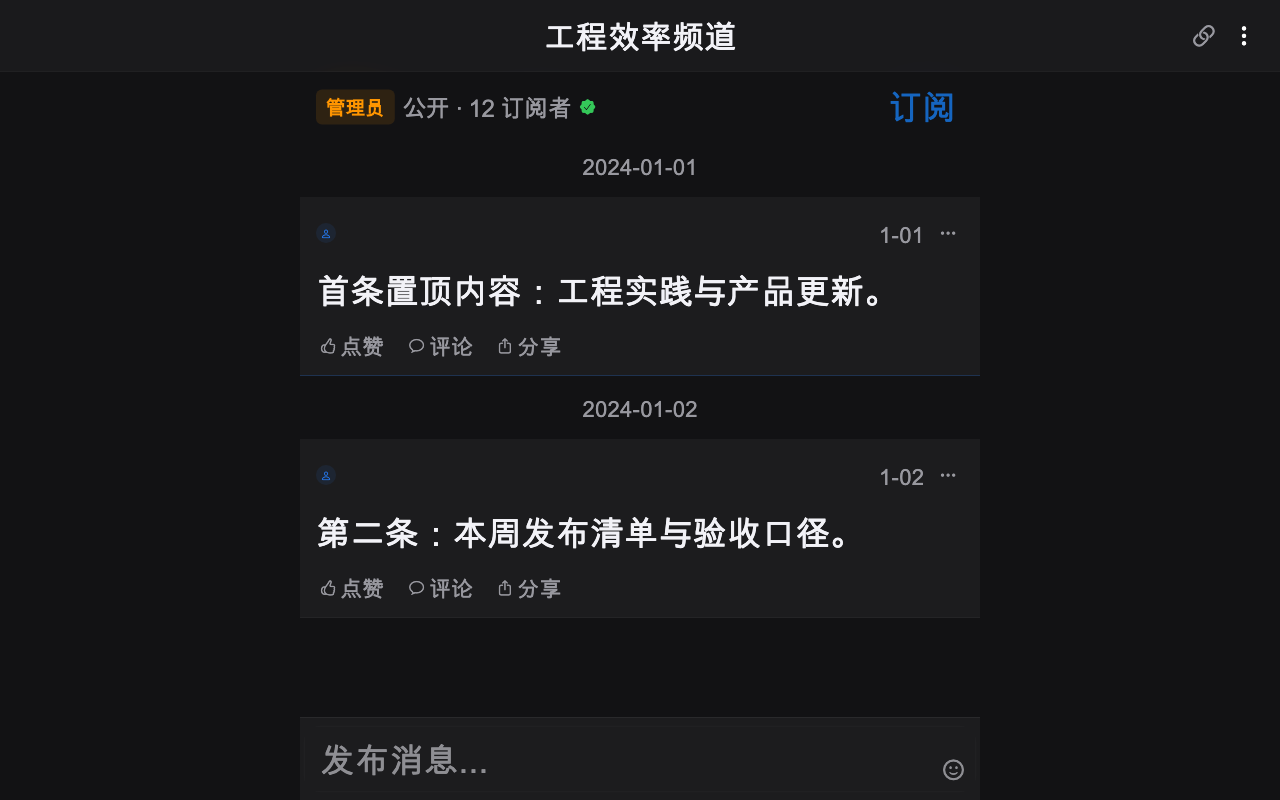 工程效率频道
管理员 公开 · 12 订阅者 订阅
2024-01-01
1-01
首条置顶内容：工程实践与产品更新。
点赞 评论 分享
2024-01-02
1-02
第二条：本周发布清单与验收口径。
点赞 评论 分享
发布消息...